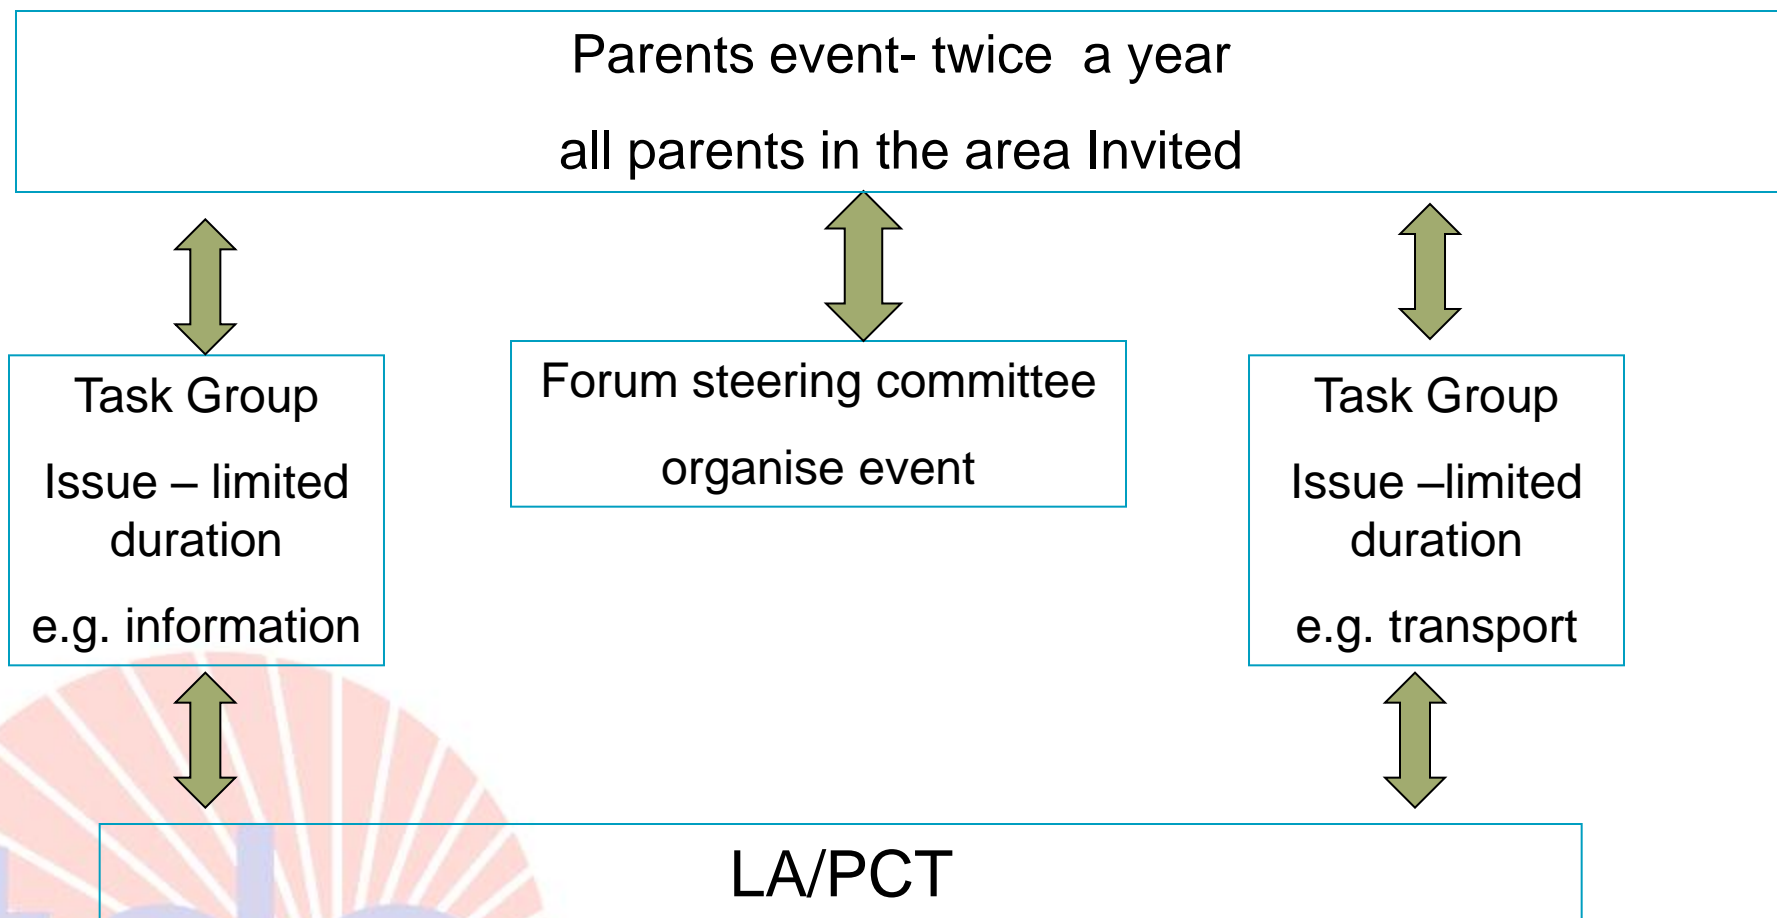 Parents event- twice  a year
all parents in the area Invited
Task Group
Issue – limited
duration
e.g. information
Forum steering committee
organise event
Task Group
Issue –limited
duration
e.g. transport
LA/PCT